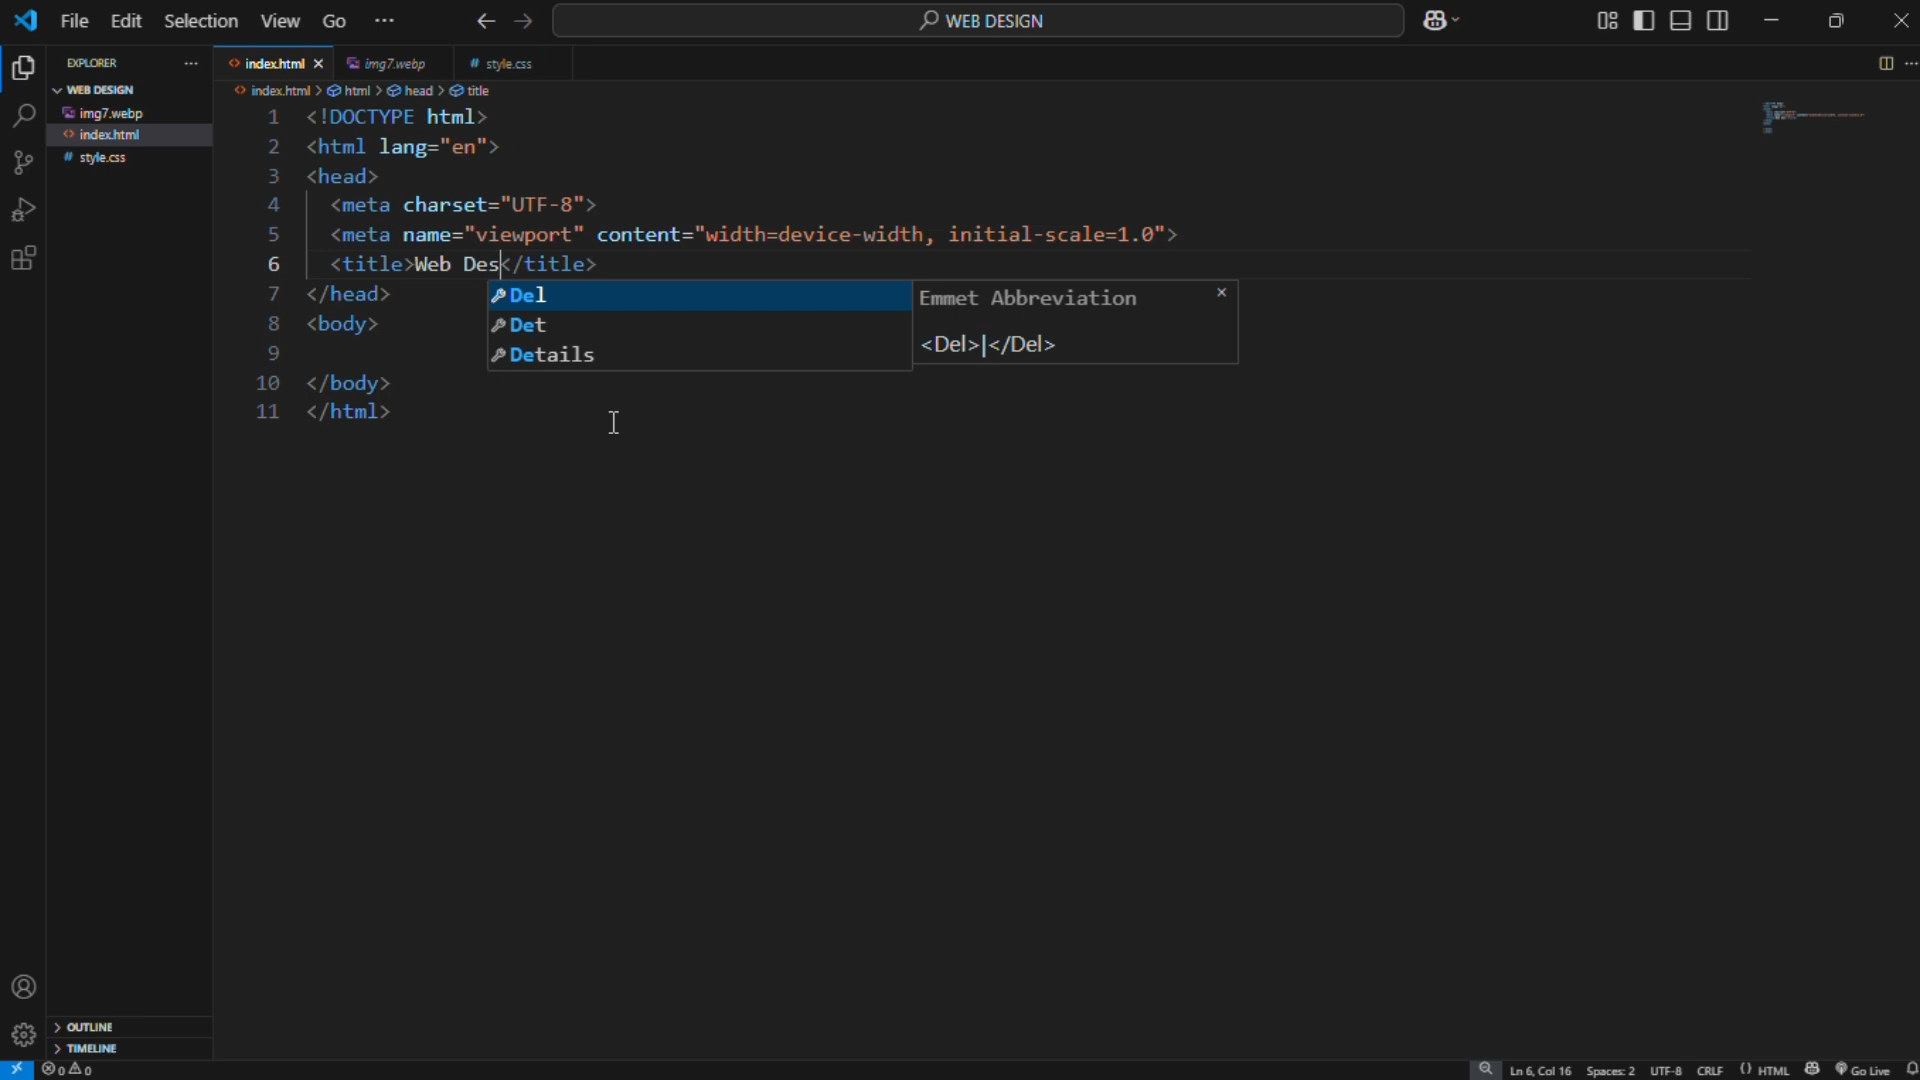 File Edit Selection View Go ···
WEB DESIGN
EXPLORER ···
WEB DESIGN
img7.webp
index.html
style.css
index.html
img7.webp
style.css
index.html > html > head > title
1 <!DOCTYPE html>
2 <html lang="en">
3 <head>
4 <meta charset="UTF-8">
5 <meta name="viewport" content="width=device-width, initial-scale=1.0">
6 <title>Web Des</title>
7 </head>
8 <body>
9
10 </body>
11 </html>
Del
Det
Details
Emmet Abbreviation
<Del>|</Del>
OUTLINE
TIMELINE
0 0
Ln 6, Col 16 Spaces: 2 UTF-8 CRLF {} HTML Go Live